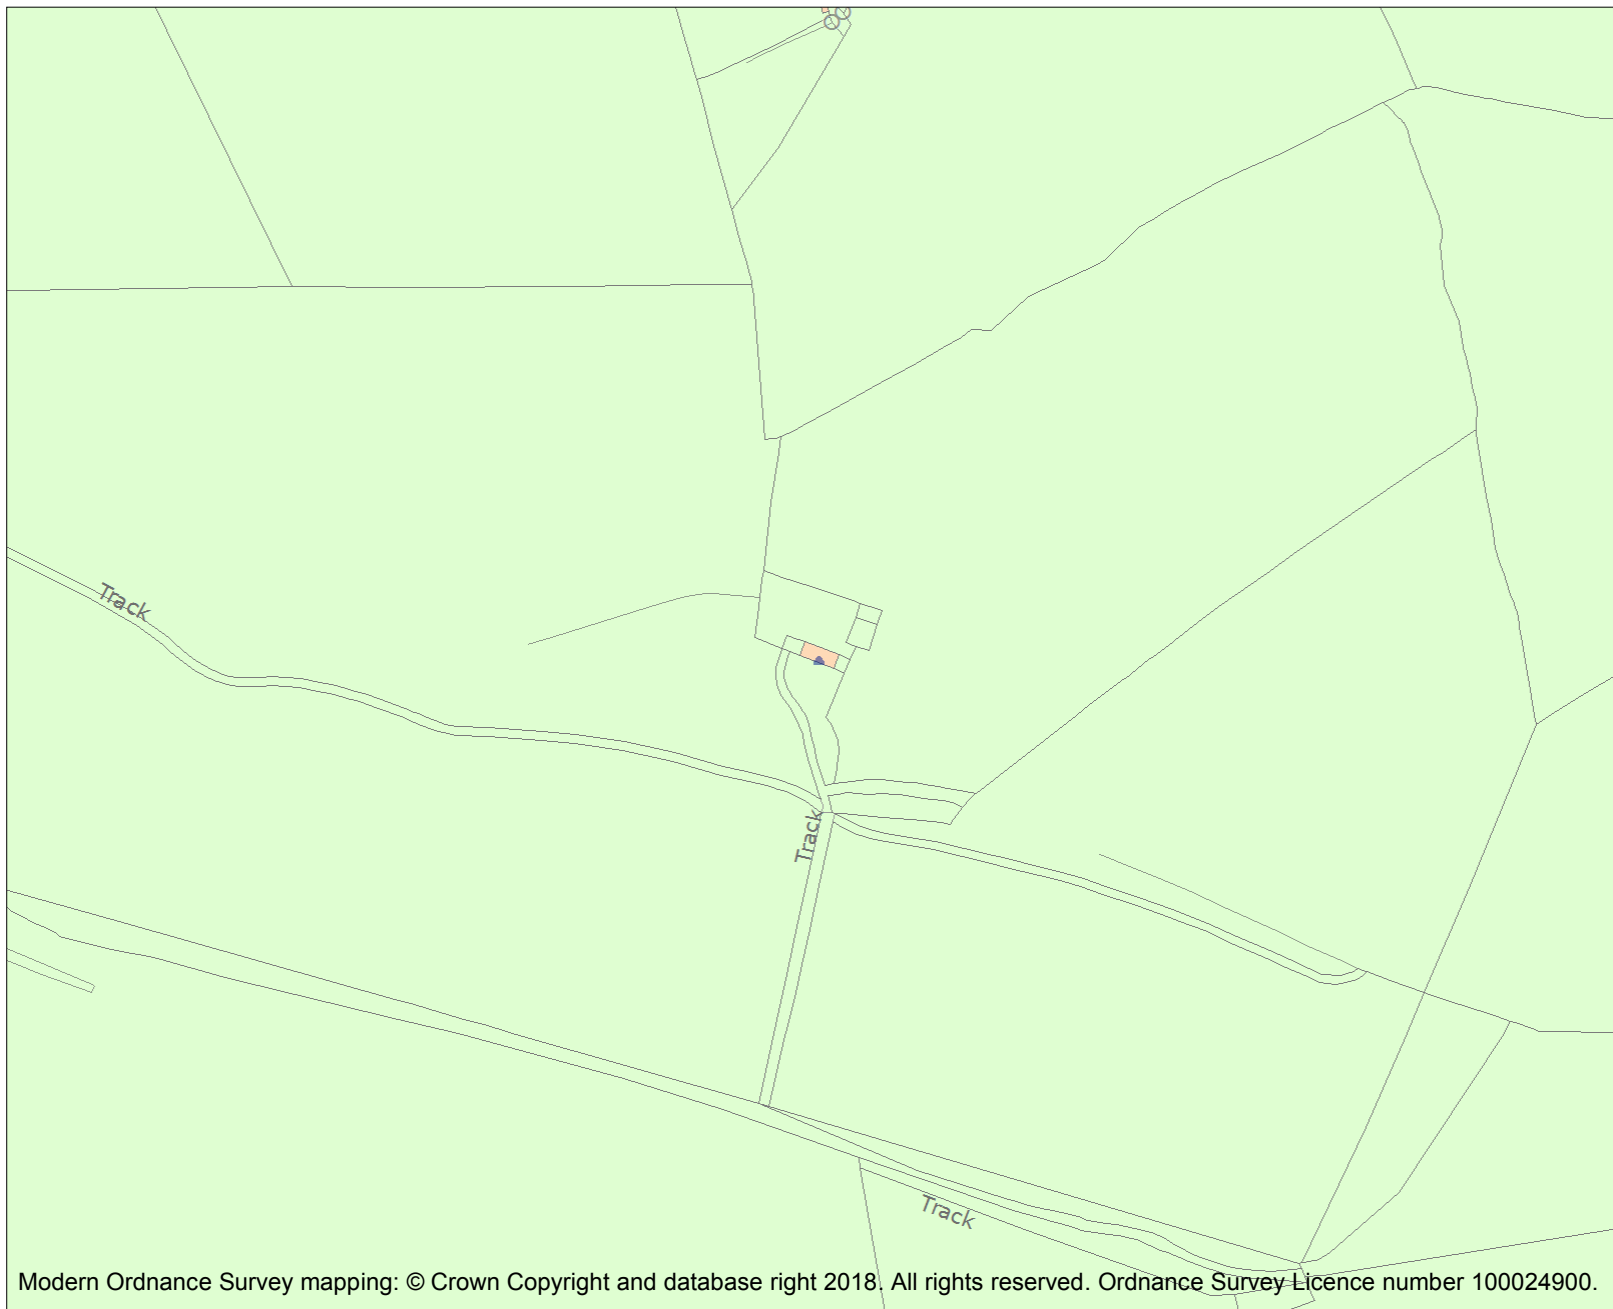 Track
Track
Track
Modern Ordnance Survey mapping: © Crown Copyright and database right 2018. All rights reserved. Ordnance Survey Licence number 100024900.